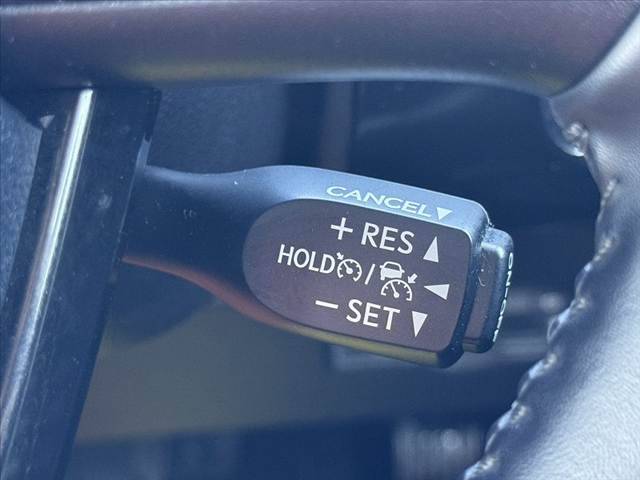 CANCEL▼
+ RES ▲
HOLD / ◀
− SET ▼